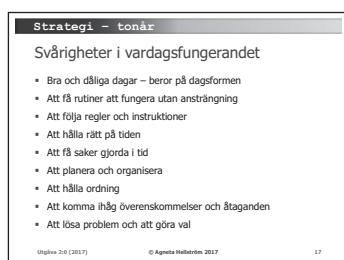 Strategi – tonår
Svårigheter i vardagsfungerandet
▪ Bra och dåliga dagar – beror på dagsformen
▪ Att få rutiner att fungera utan ansträngning
▪ Att följa regler och instruktioner
▪ Att hålla rätt på tiden
▪ Att få saker gjorda i tid
▪ Att planera och organisera
▪ Att hålla ordning
▪ Att komma ihåg överenskommelser och åtaganden
▪ Att lösa problem och att göra val
Utgåva 2:0 (2017) © Agneta Hellström 2017 17